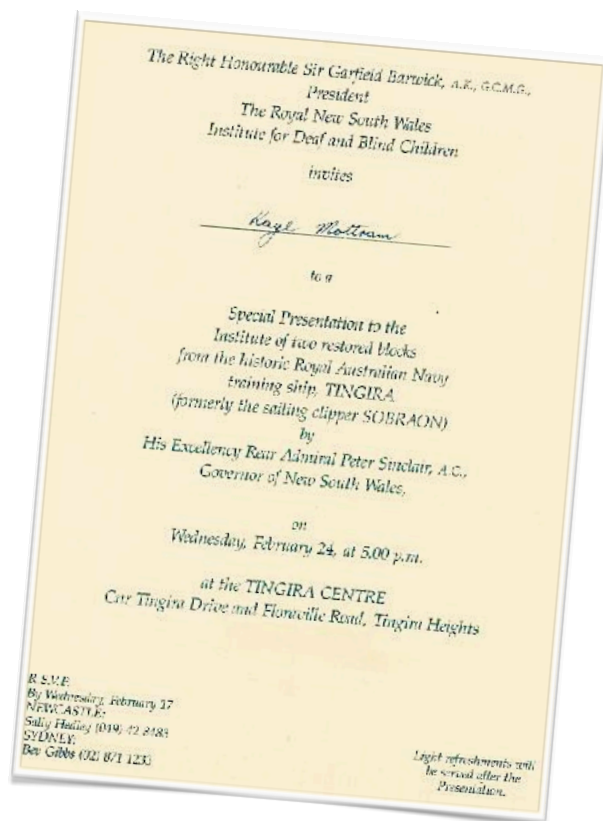 The Right Honourable Sir Garfield Barwick, A.K., G.C.M.G.,
President
The Royal New South Wales
Institute for Deaf and Blind Children
invites
Kaye Mottram
to a
Special Presentation to the
Institute of two restored blocks
from the historic Royal Australian Navy
training ship, TINGIRA
(formerly the sailing clipper SOBRAON)
by
His Excellency Rear Admiral Peter Sinclair, A.C.,
Governor of New South Wales,
on
Wednesday, February 24, at 5.00 p.m.
at the TINGIRA CENTRE
Cnr Tingira Drive and Floraville Road, Tingira Heights
R.S.V.P.
By Wednesday, February 17
NEWCASTLE:
Sally Hedley (049) 42 8483
SYDNEY:
Bev Gibbs (02) 871 1233
Light refreshments will
be served after the
Presentation.